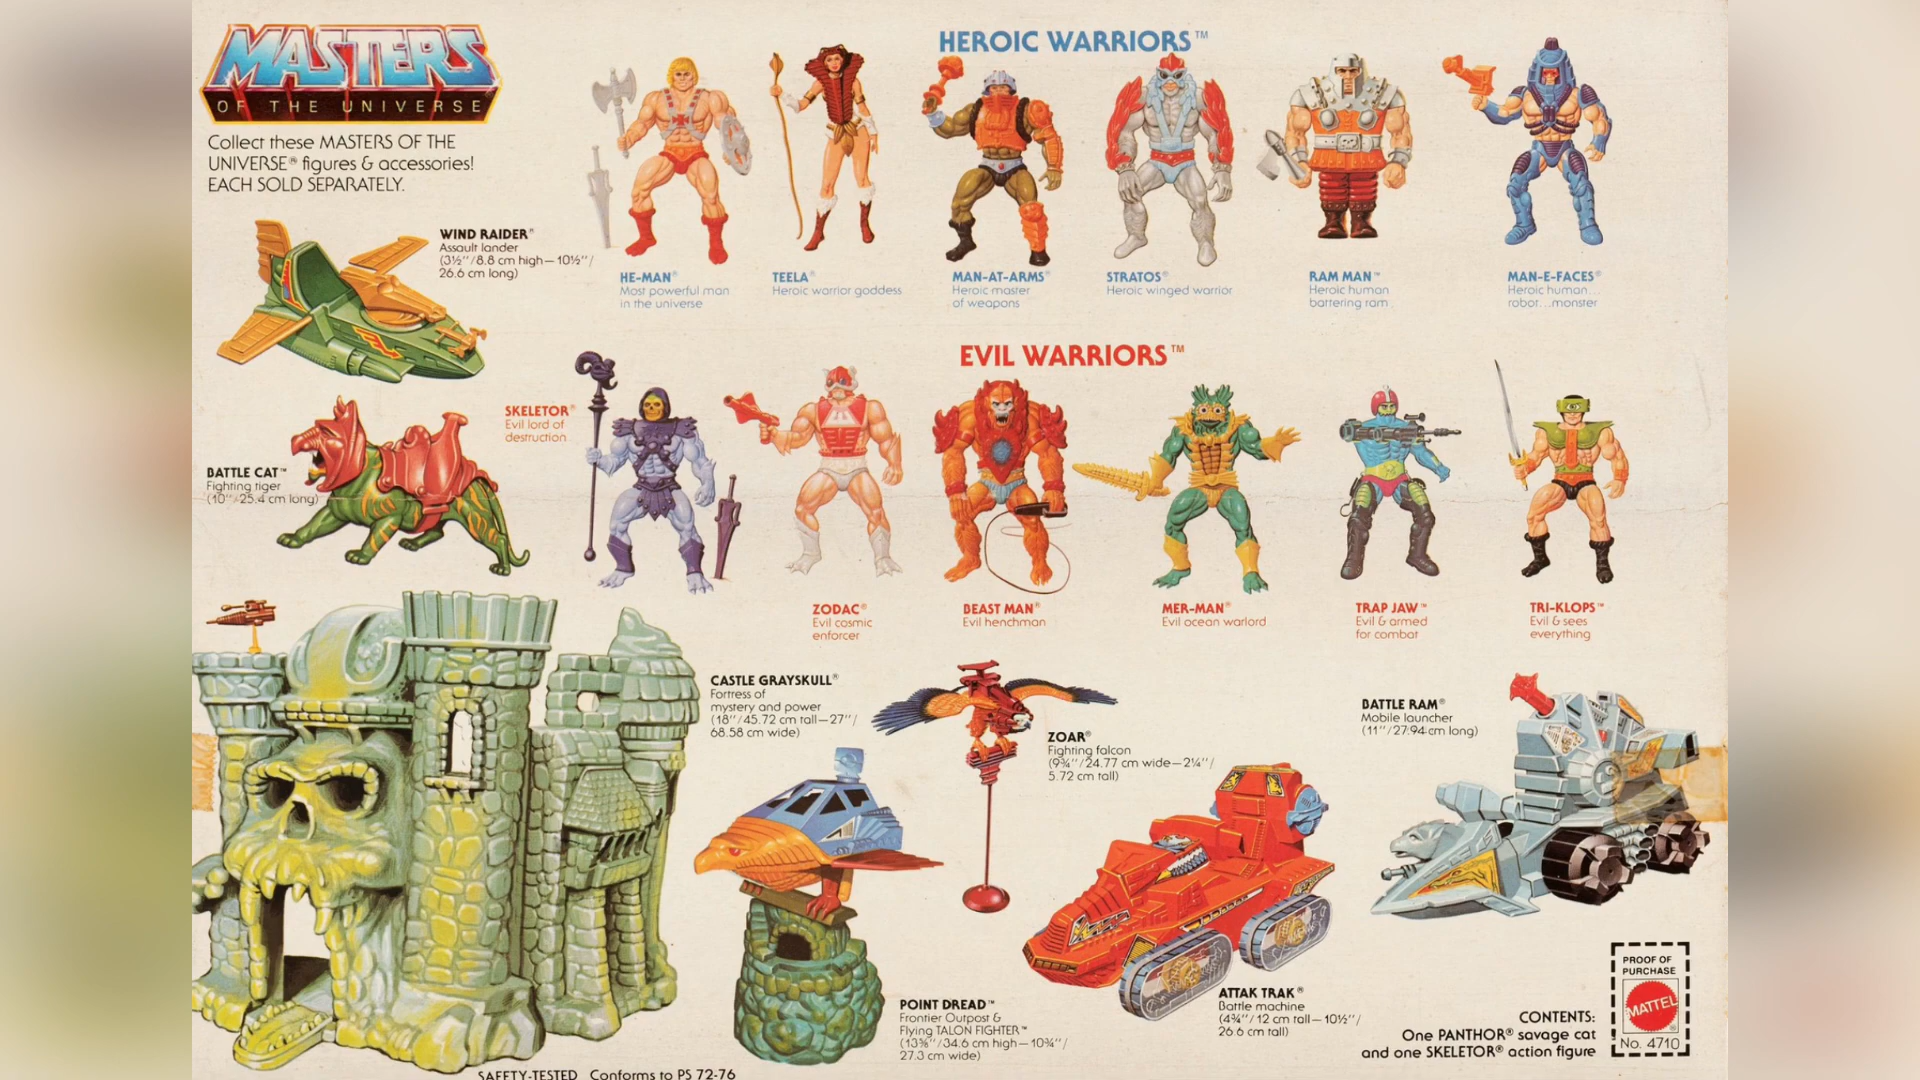 MASTERS
OF THE UNIVERSE
Collect these MASTERS OF THE
UNIVERSE® figures & accessories!
EACH SOLD SEPARATELY.
HEROIC WARRIORS™
WIND RAIDER®
Assault lander
(3½"/8.8 cm high—10½"/
26.6 cm long)
HE-MAN®
Most powerful man
in the universe
TEELA®
Heroic warrior goddess
MAN-AT-ARMS®
Heroic master
of weapons
STRATOS®
Heroic winged warrior
RAM MAN™
Heroic human
battering ram
MAN-E-FACES®
Heroic human...
robot...monster
EVIL WARRIORS™
BATTLE CAT™
Fighting tiger
(10"/25.4 cm long)
SKELETOR®
Evil lord of
destruction
ZODAC®
Evil cosmic
enforcer
BEAST MAN®
Evil henchman
MER-MAN®
Evil ocean warlord
TRAP JAW™
Evil & armed
for combat
TRI-KLOPS™
Evil & sees
everything
CASTLE GRAYSKULL®
Fortress of
mystery and power
(18"/45.72 cm tall—27"/
68.58 cm wide)
ZOAR®
Fighting falcon
(9¾"/24.77 cm wide—2¼"/
5.72 cm tall)
BATTLE RAM®
Mobile launcher
(11"/27.94 cm long)
POINT DREAD™
Frontier Outpost &
Flying TALON FIGHTER™
(13⅝"/34.6 cm high—10¾"/
27.3 cm wide)
ATTAK TRAK®
Battle machine
(4¾"/12 cm tall—10½"/
26.6 cm tall)
CONTENTS:
One PANTHOR® savage cat
and one SKELETOR® action figure
PROOF OF
PURCHASE
MATTEL
No. 4710
SAFETY-TESTED Conforms to PS 72-76